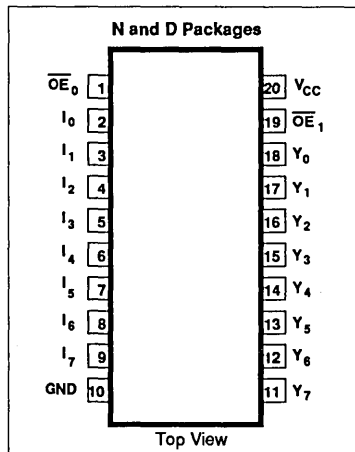 N and D Packages
OE0 1 20 VCC
I0 2 19 OE1
I1 3 18 Y0
I2 4 17 Y1
I3 5 16 Y2
I4 6 15 Y3
I5 7 14 Y4
I6 8 13 Y5
I7 9 12 Y6
GND 10 11 Y7
Top View